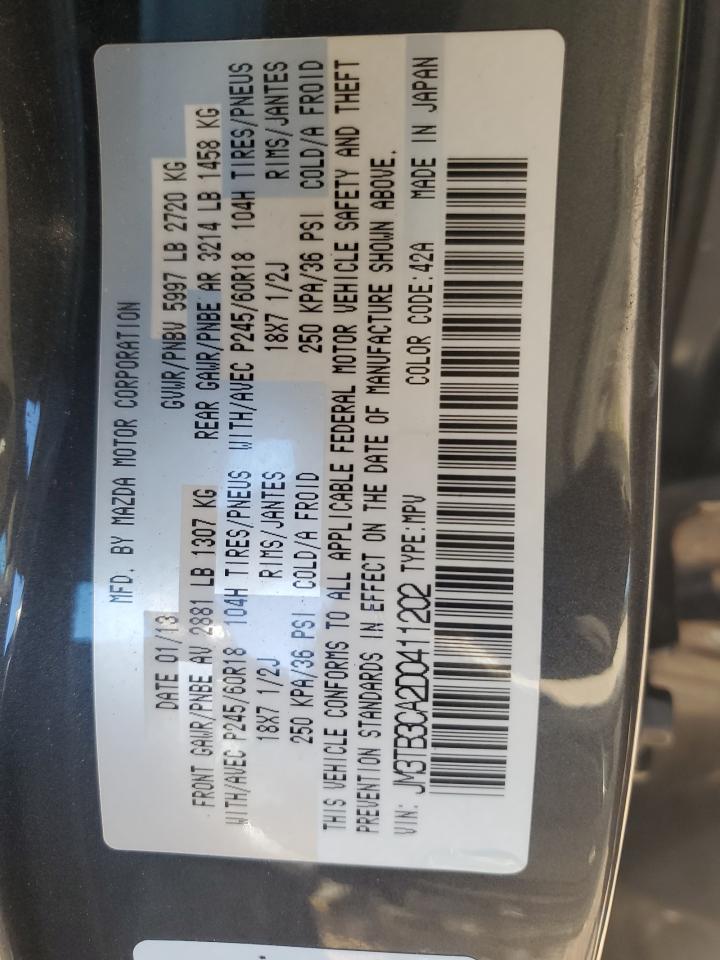 MFD. BY MAZDA MOTOR CORPORATION
DATE 01/13 GVWR/PNBV 5997 LB 2720 KG
FRONT GAWR/PNBE AV 2881 LB 1307 KG REAR GAWR/PNBE AR 3214 LB 1458 KG
WITH/AVEC P245/60R18 104H TIRES/PNEUS WITH/AVEC P245/60R18 104H TIRES/PNEUS
18X7 1/2J RIMS/JANTES 18X7 1/2J RIMS/JANTES
250 KPA/36 PSI COLD/A FROID 250 KPA/36 PSI COLD/A FROID
THIS VEHICLE CONFORMS TO ALL APPLICABLE FEDERAL MOTOR VEHICLE SAFETY AND THEFT
PREVENTION STANDARDS IN EFFECT ON THE DATE OF MANUFACTURE SHOWN ABOVE.
VIN: JM3TB3CA2D0411202 TYPE:MPV COLOR CODE:42A MADE IN JAPAN